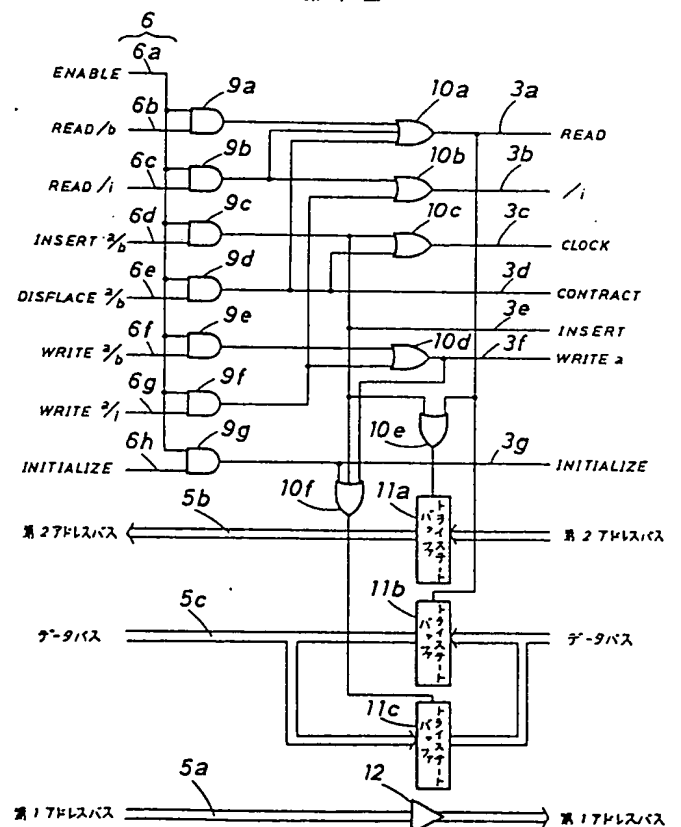 6
6a
ENABLE
9a
6b
READ/b
10a
3a
READ
9b
6c
READ/i
10b
3b
/i
9c
6d
INSERT a/b
10c
3c
CLOCK
9d
6e
DISPLACE a/b
3d
CONTRACT
3e
INSERT
9e
6f
WRITE a/b
10d
3f
WRITE a
9f
6g
WRITE a/i
10e
9g
6h
INITIALIZE
3g
INITIALIZE
10f
11a
トライステート
バッファ
5b
第2アドレスバス
第2アドレスバス
11b
トライステート
バッファ
5c
データバス
データバス
11c
トライステート
バッファ
5a
12
第1アドレスバス
第1アドレスバス